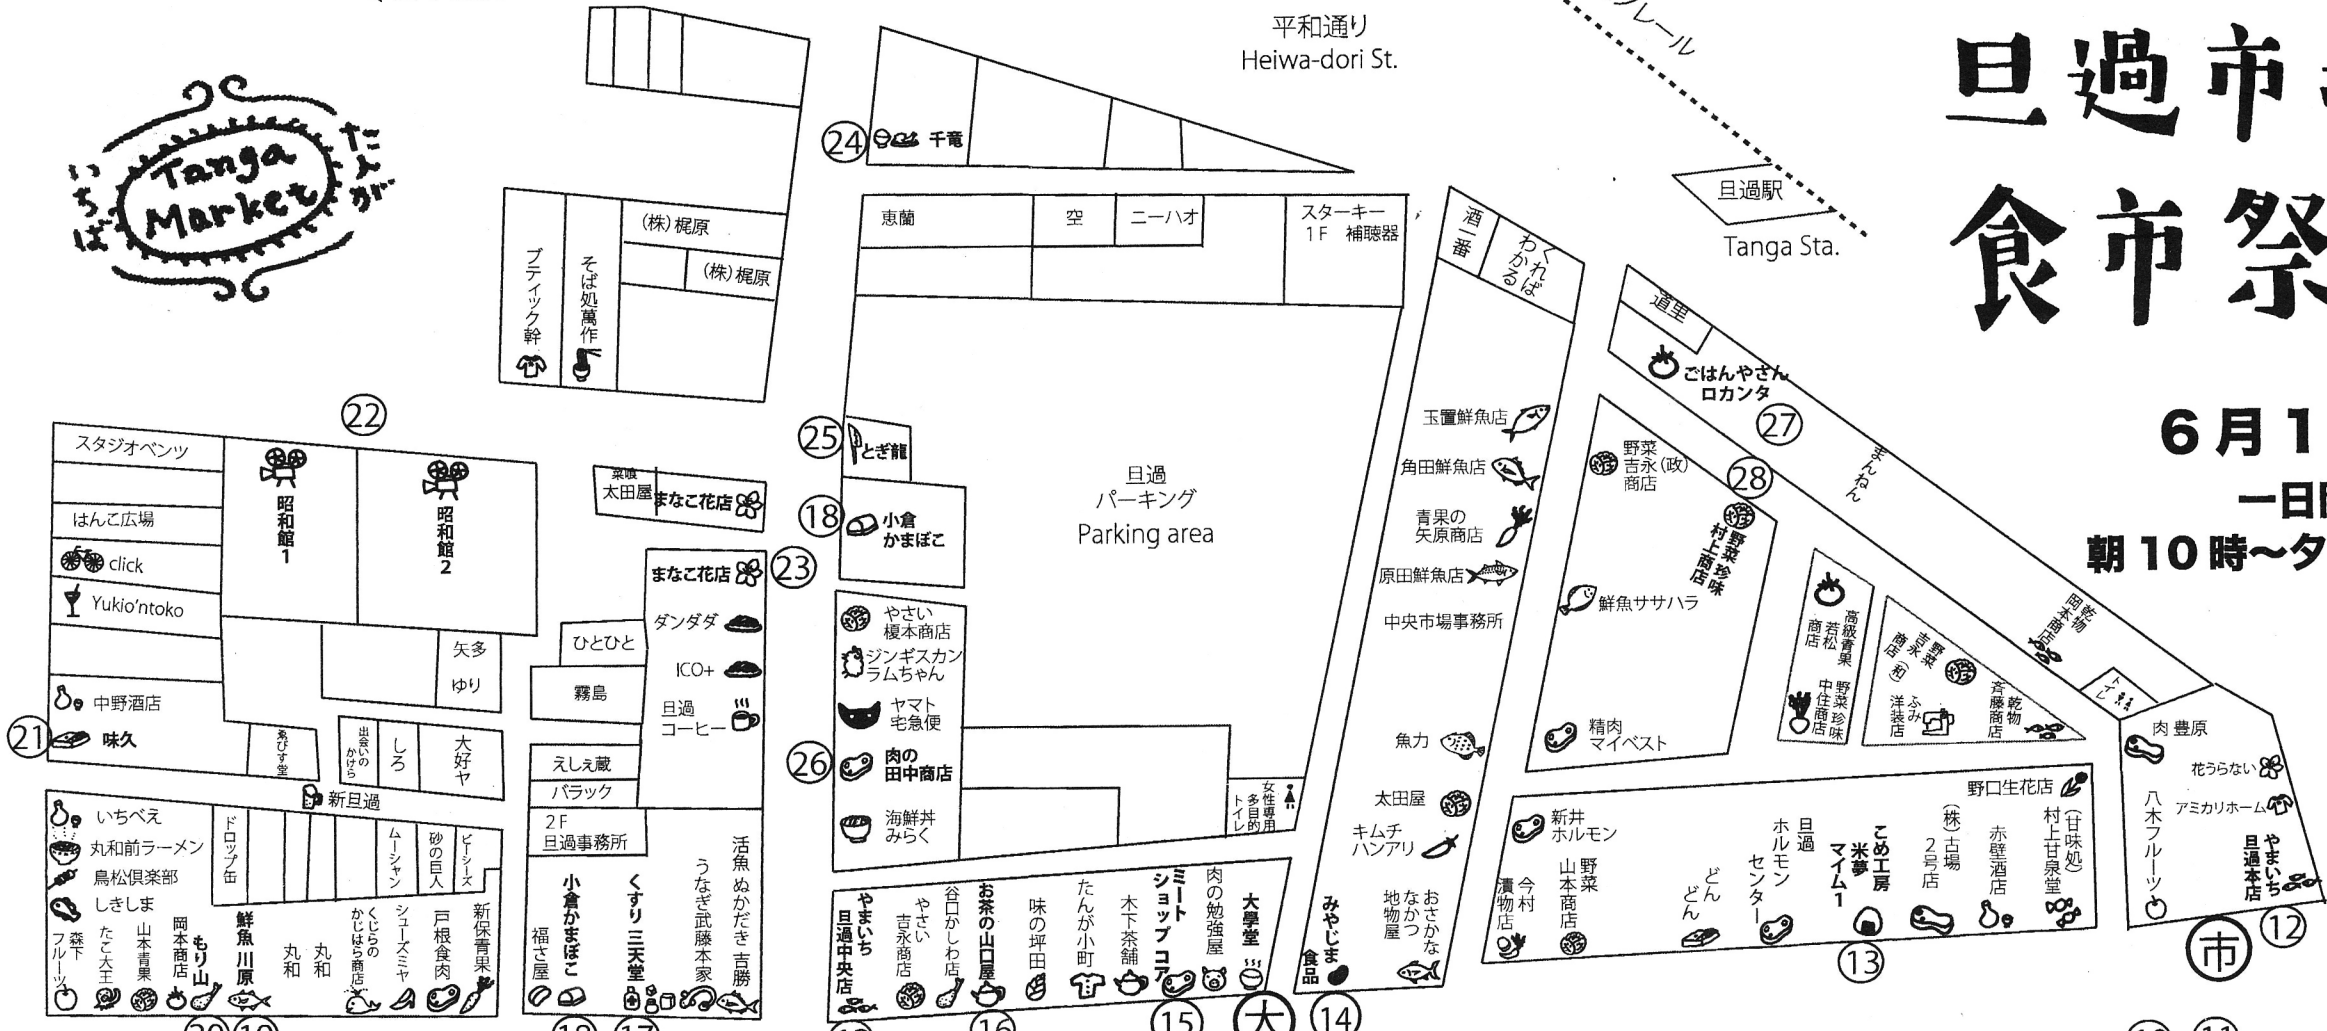 平和通り
Heiwa-dori St.
旦過市
食市祭
6月1
朝10時〜夕
旦過駅
Tanga Sta.
たんが
いちば
Tanga
Market
24
千竜
恵蘭
空
ニーハオ
スターキー
1F 補聴器
酒一番
くれば
わかる
道里
ごはんやさん
ロカンタ
27
まんねん
28
(株)梶原
(株)梶原
ブティック幹
そば処萬作
22
スタジオベンツ
はんこ広場
click
Yukio'ntoko
中野酒店
21
味久
昭和館1
昭和館2
矢多
ゆり
ゑびす堂
出会いの
かけら
しろ
大好ヤ
新旦過
菜喰
太田屋
まなこ花店
まなこ花店
23
ダンダダ
ICO+
旦過
コーヒー
ひとひと
霧島
えしぇ蔵
バラック
2F
旦過事務所
25
とぎ龍
18
小倉
かまぼこ
やさい
榎本商店
ジンギスカン
ラムちゃん
ヤマト
宅急便
26
肉の
田中商店
海鮮丼
みらく
旦過
パーキング
Parking area
女性専用
多目的
トイレ
玉置鮮魚店
角田鮮魚店
青果の
矢原商店
原田鮮魚店
中央市場事務所
魚力
太田屋
キムチ
ハンアリ
おさかな
なかつ
地物屋
みやじま
食品
14
野菜
吉永(政)
商店
野菜 珍味
村上商店
鮮魚ササハラ
精肉
マイベスト
高級青果
若松
商店
野菜 珍味
中住商店
野菜
吉永
商店(和)
ふみ
洋装店
乾物
斉藤商店
乾物
岡本商店
トイレ
肉 豊原
花うらない
アミカリホーム
八木フルーツ
やまいち
旦過本店
12
市
新井
ホルモン
今村
漬物店
野菜
山本商店
どん
どん
旦過
ホルモン
センター
こめ工房
米夢
マイム1
13
(株)古場
2号店
赤壁酒店
野口生花店
(甘味処)
村上甘泉堂
いちべえ
丸和前ラーメン
鳥松倶楽部
しきしま
森下
フルーツ
たこ大王
山本青果
岡本商店
もり山
鮮魚 川原
ドロップ缶
丸和
丸和
くじらの
かじはら商店
ムーシャン
シューズミヤ
砂の巨人
戸根食肉
ビーシーズ
新保青果
福さ屋
小倉かまぼこ
くすり 三天堂
うなぎ武藤本家
活魚 ぬかだき 吉勝
やまいち
旦過中央店
やさい
吉永商店
谷口かしわ店
お茶の山口屋
16
味の坪田
たんが小町
木下茶舗
ミート
ショップ コア
15
肉の勉強屋
大學堂
大